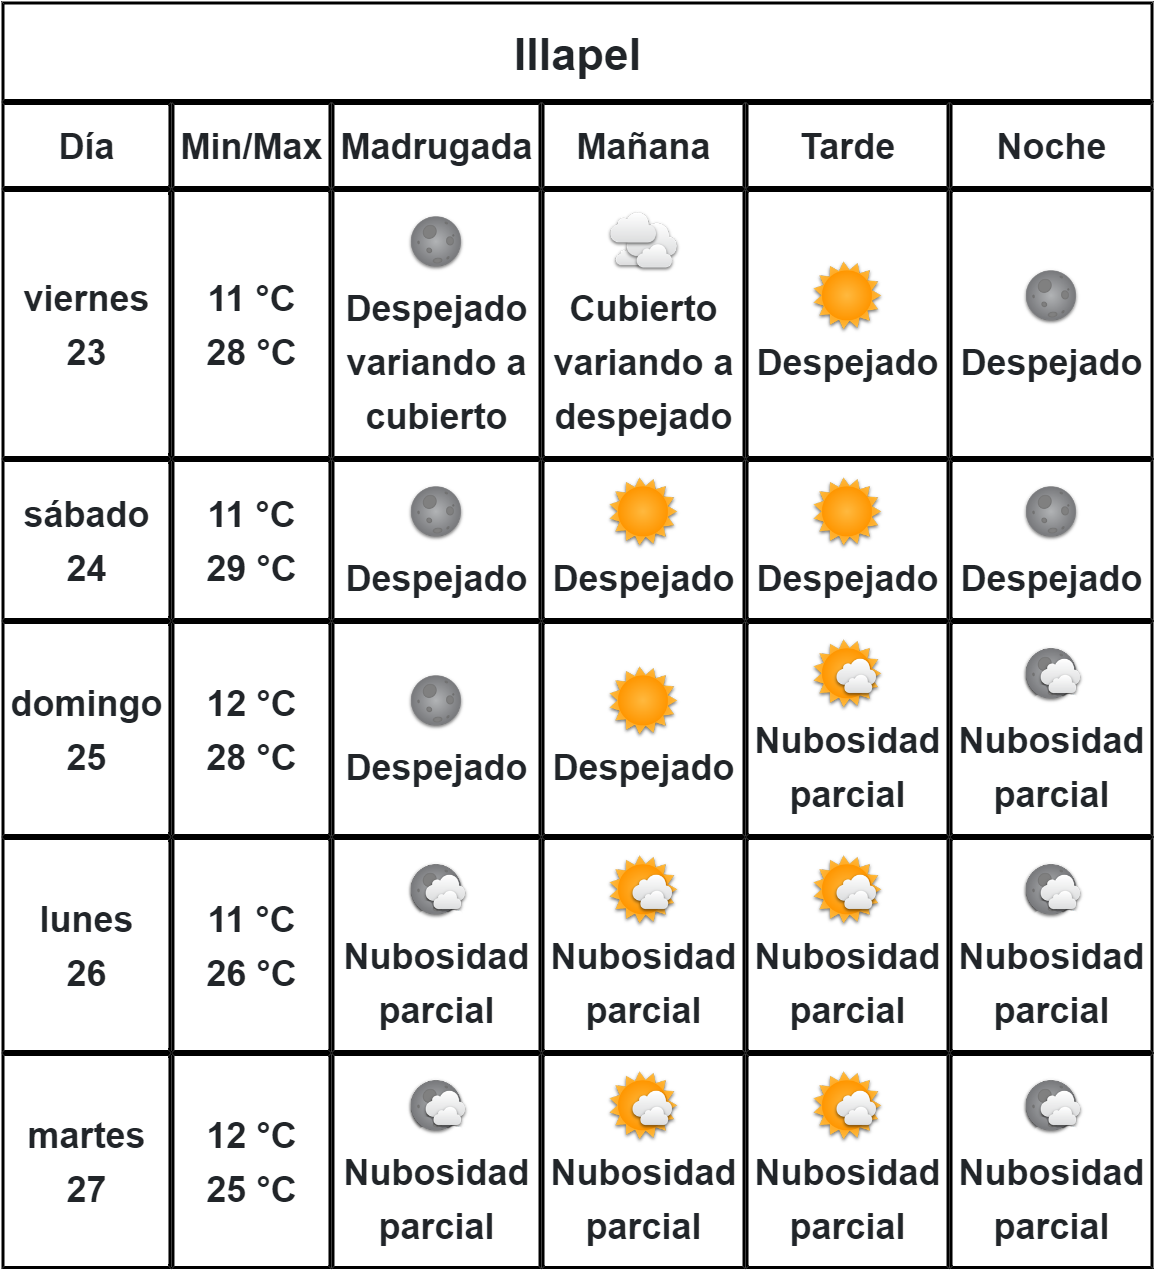 Illapel
Día Min/Max Madrugada Mañana Tarde Noche
viernes
23
11 °C
28 °C
Despejado
variando a
cubierto
Cubierto
variando a
despejado
Despejado
Despejado
sábado
24
11 °C
29 °C
Despejado
Despejado
Despejado
Despejado
domingo
25
12 °C
28 °C
Despejado
Despejado
Nubosidad
parcial
Nubosidad
parcial
lunes
26
11 °C
26 °C
Nubosidad
parcial
Nubosidad
parcial
Nubosidad
parcial
Nubosidad
parcial
martes
27
12 °C
25 °C
Nubosidad
parcial
Nubosidad
parcial
Nubosidad
parcial
Nubosidad
parcial